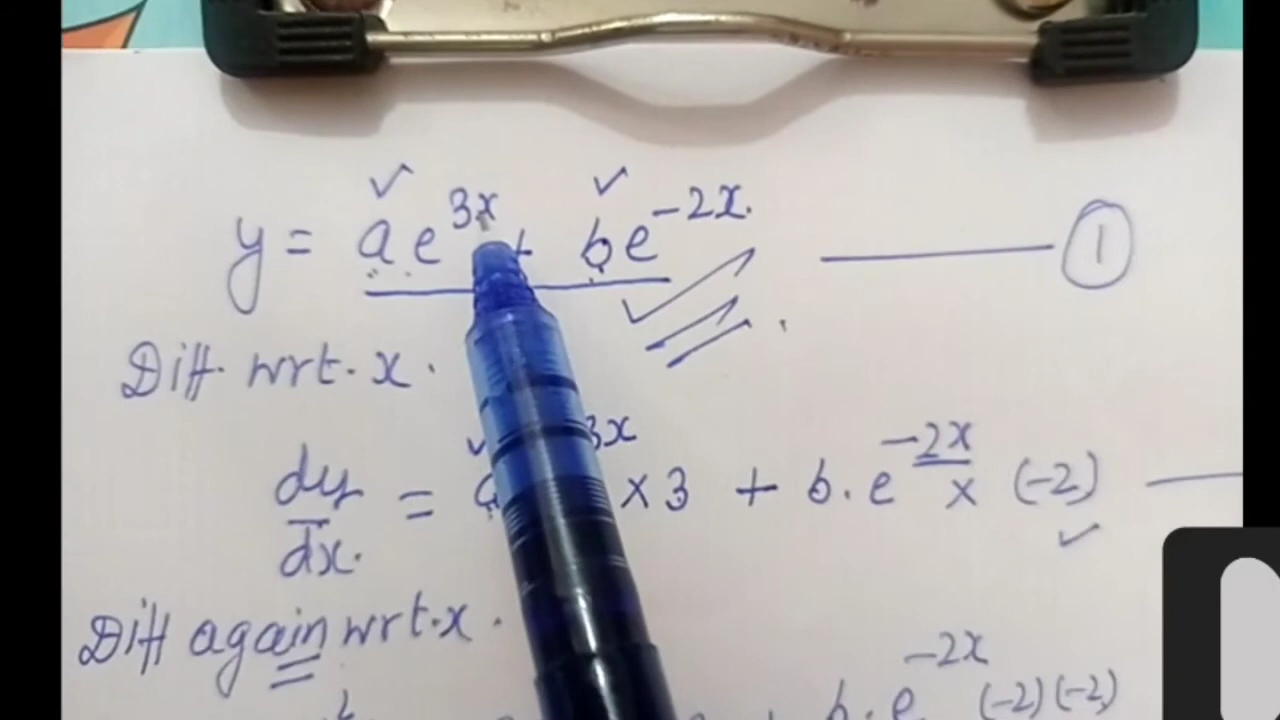 y = ae^{3x} + be^{-2x} ——— ①
Diff. wrt. x.
dy/dx = 3x × 3 + b. e^{-2x} × (-2) —
Diff again wrt. x.
b. e^{-2x} (-2) (-2)